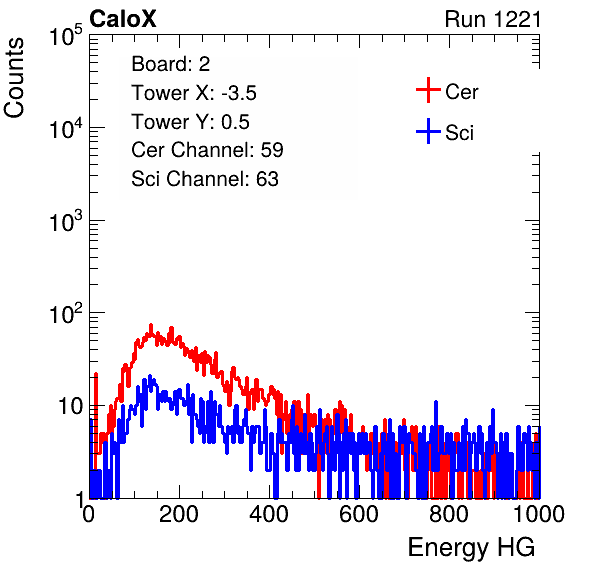 CaloX Run 1221
Counts
10^5
10^4
10^3
10^2
10
1
Board: 2
Tower X: -3.5
Tower Y: 0.5
Cer Channel: 59
Sci Channel: 63
Cer
Sci
0 200 400 600 800 1000
Energy HG